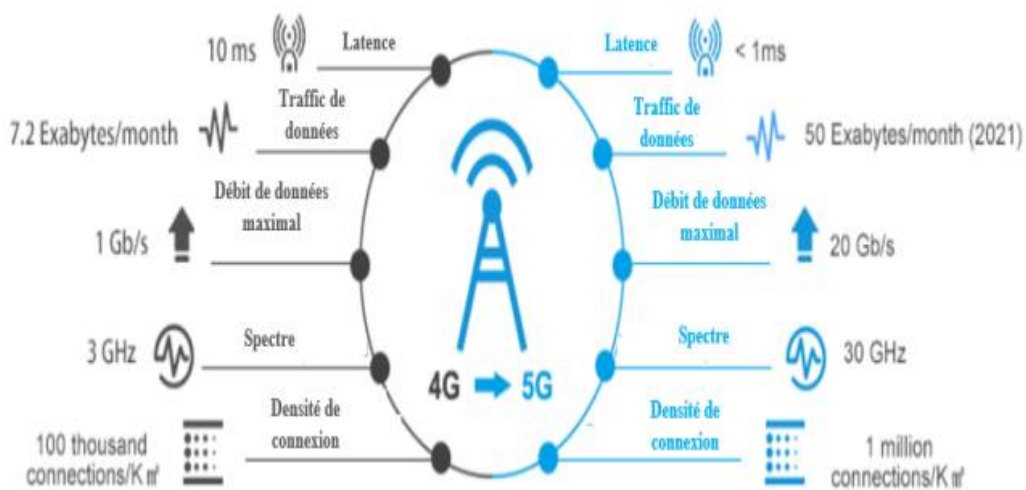 10 ms
Latence
Latence
< 1ms
7.2 Exabytes/month
Traffic de
données
Traffic de
données
50 Exabytes/month (2021)
1 Gb/s
Débit de données
maximal
Débit de données
maximal
20 Gb/s
3 GHz
Spectre
Spectre
30 GHz
4G
5G
100 thousand
connections/K㎡
Densité de
connexion
Densité de
connexion
1 million
connections/K㎡